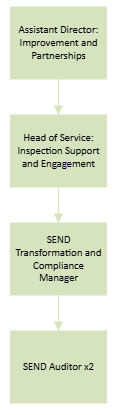 Assistant Director:
Improvement and
Partnerships
Head of Service:
Inspection Support
and Engagement
SEND
Transformation and
Compliance
Manager
SEND Auditor x2